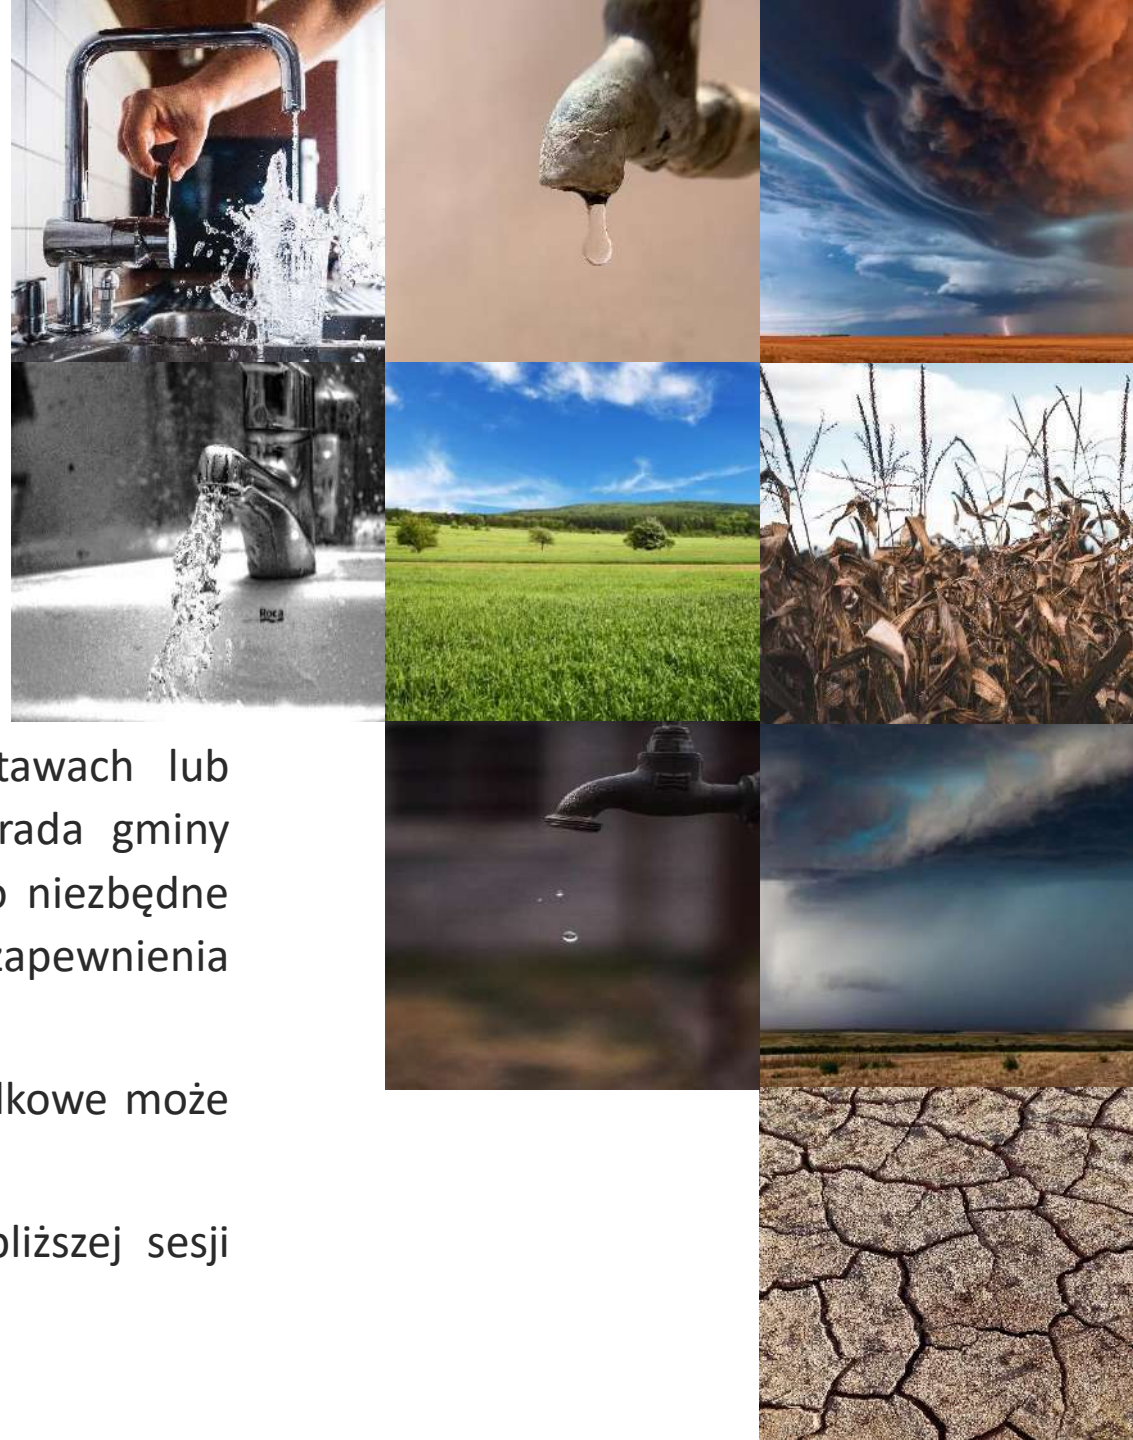 Roca
tawach lub
rada gminy
o niezbędne
zapewnienia
lkowe może
bliższej sesji